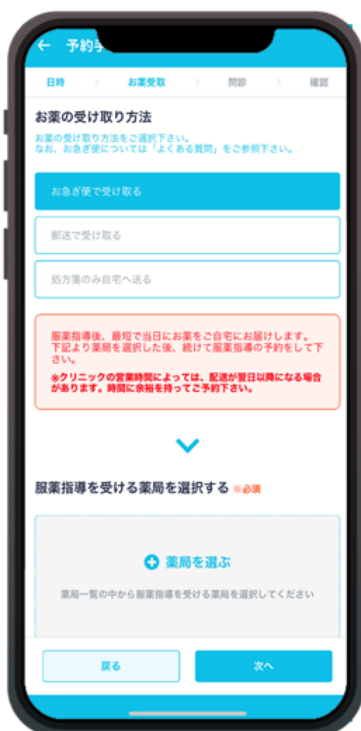 ← 予約手
日時 > お薬受取 > 問診 > 確認
お薬の受け取り方法
お薬の受け取り方法をご選択下さい。
なお、お急ぎ便については「よくある質問」をご参照下さい。
お急ぎ便で受け取る
郵送で受け取る
処方箋のみ自宅へ送る
服薬指導後、最短で当日にお薬をご自宅にお届けします。
下記より薬局を選択した後、続けて服薬指導の予約をして下
さい。
※クリニックの営業時間によっては、配送が翌日以降になる場合
があります。時間に余裕を持ってご予約下さい。
服薬指導を受ける薬局を選択する ※必須
薬局を選ぶ
薬局一覧の中から服薬指導を受ける薬局を選択してください
戻る
次へ